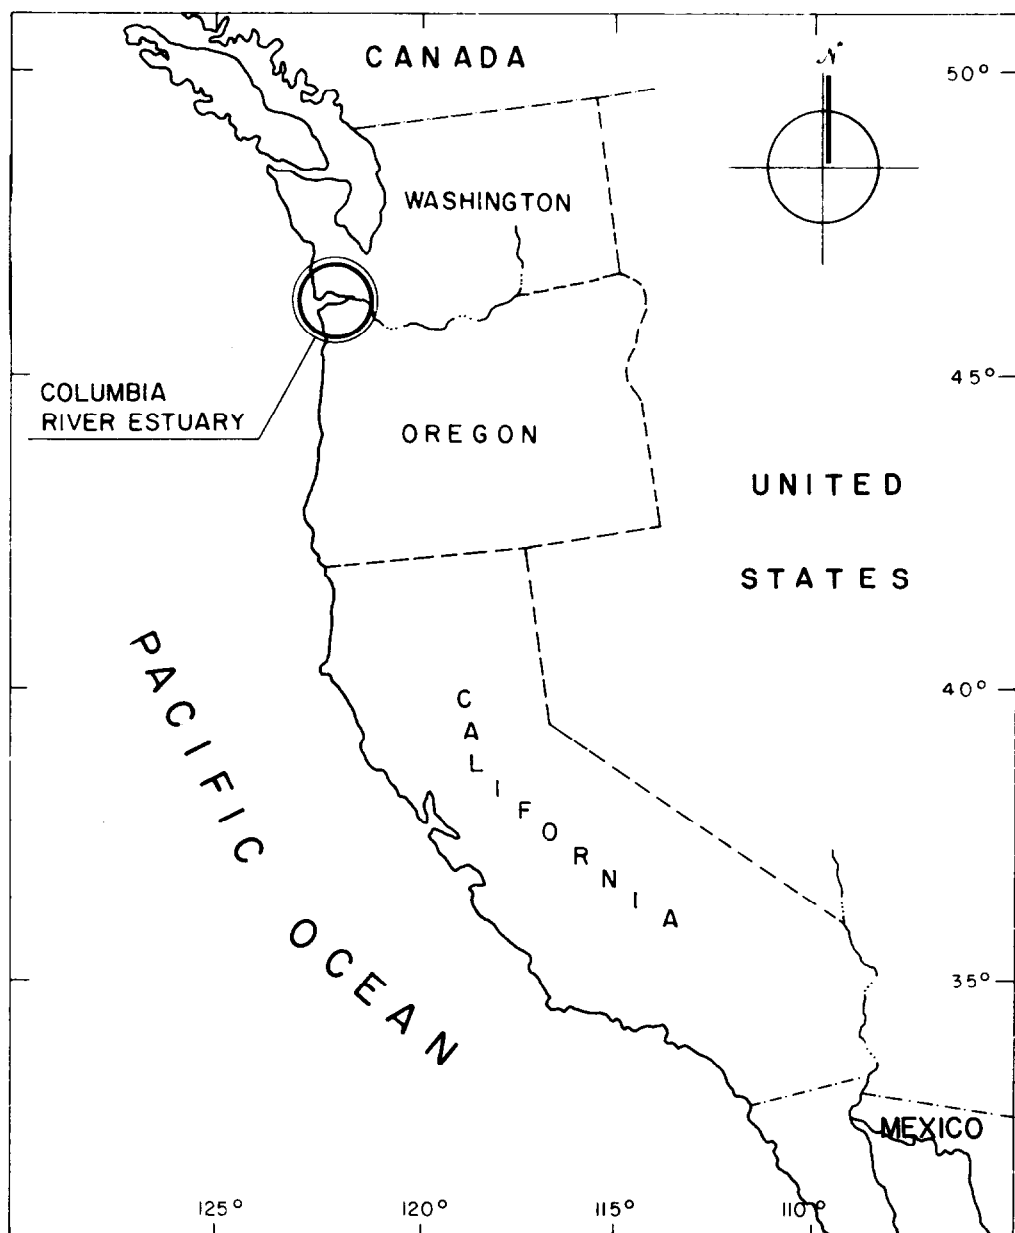 CANADA
N
50°
WASHINGTON
COLUMBIA
RIVER ESTUARY
45°
OREGON
UNITED
STATES
PACIFIC OCEAN
40°
CALIFORNIA
35°
MEXICO
125°
120°
115°
110°